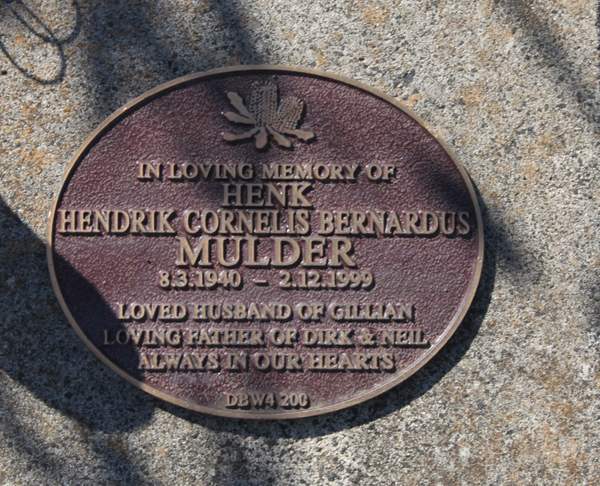 IN LOVING MEMORY OF
HENK
HENDRIK CORNELIS BERNARDUS
MULDER
8.3.1940 – 2.12.1999
LOVED HUSBAND OF GILLIAN
LOVING FATHER OF DIRK & NEIL
ALWAYS IN OUR HEARTS
DBW4 200